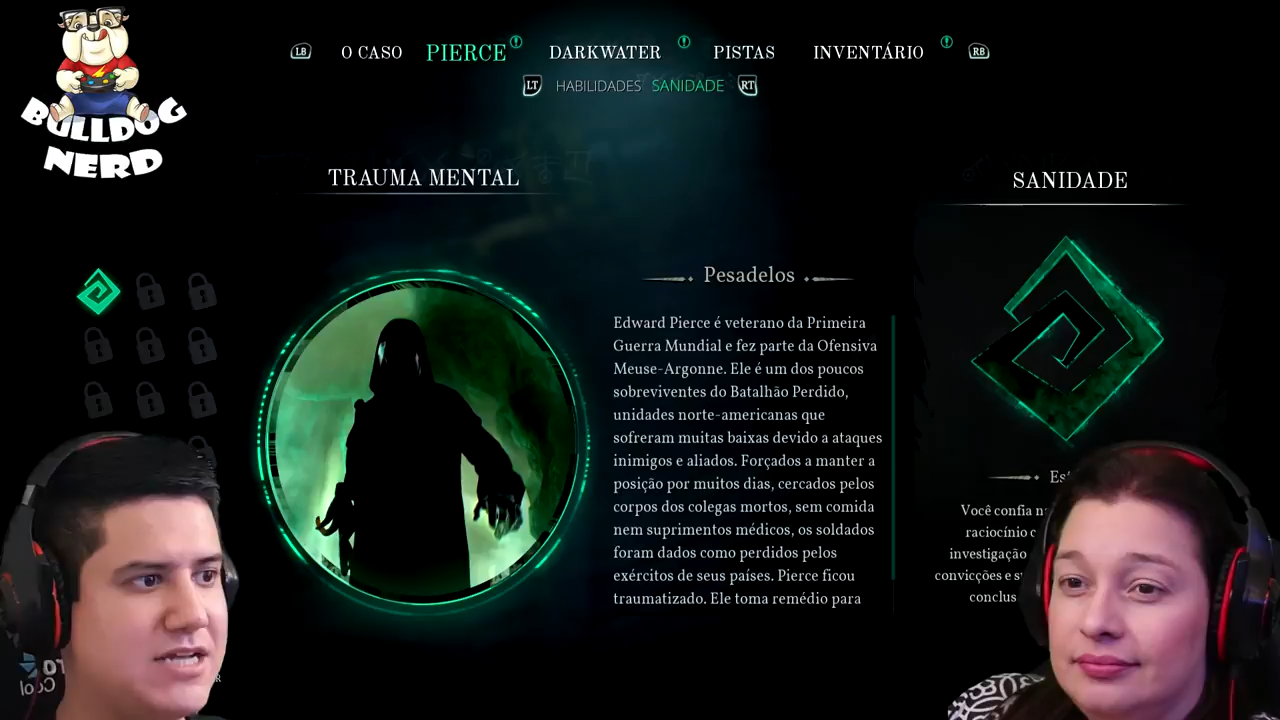 BULLDOG
NERD
LB
O CASO
PIERCE
DARKWATER
PISTAS
INVENTÁRIO
RB
LT
HABILIDADES
SANIDADE
RT
TRAUMA MENTAL
SANIDADE
Pesadelos
Edward Pierce é veterano da Primeira
Guerra Mundial e fez parte da Ofensiva
Meuse-Argonne. Ele é um dos poucos
sobreviventes do Batalhão Perdido,
unidades norte-americanas que
sofreram muitas baixas devido a ataques
inimigos e aliados. Forçados a manter a
posição por muitos dias, cercados pelos
corpos dos colegas mortos, sem comida
nem suprimentos médicos, os soldados
foram dados como perdidos pelos
exércitos de seus países. Pierce ficou
traumatizado. Ele toma remédio para
Você confia
raciocínio
investigação
convicções e